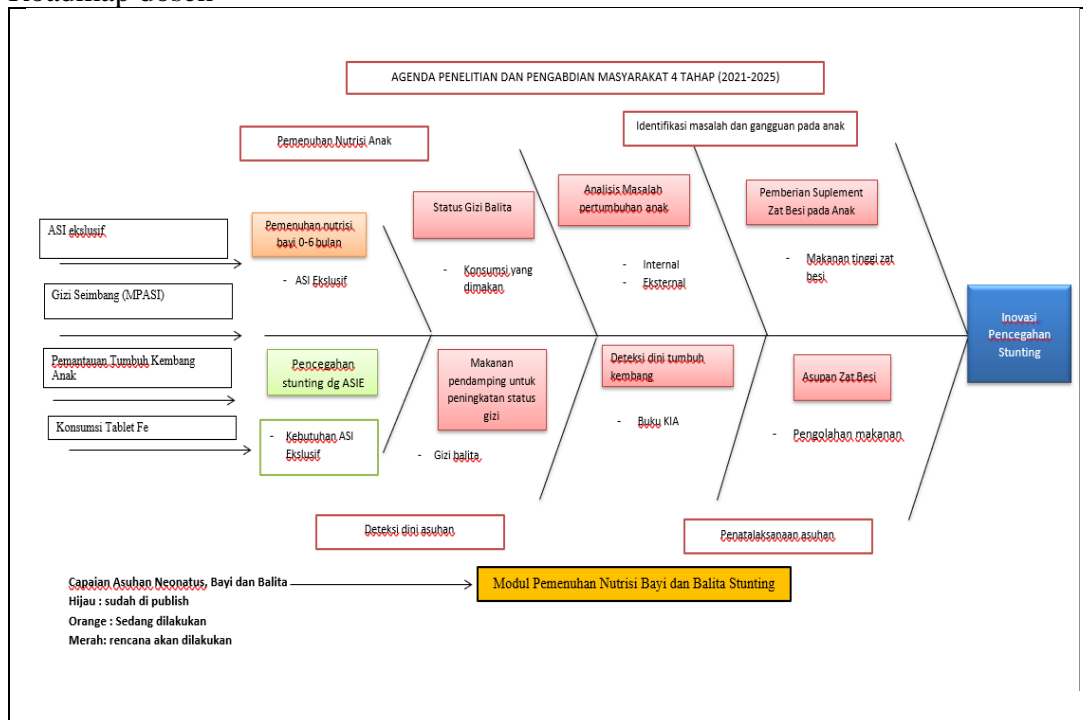 Roadmap dosen
AGENDA PENELITIAN DAN PENGABDIAN MASYARAKAT 4 TAHAP (2021-2025)
Pemenuhan Nutrisi Anak
Identifikasi masalah dan gangguan pada anak
ASI ekslusif
Gizi Seimbang (MPASI)
Pemantauan Tumbuh Kembang
Anak
Konsumsi Tablet Fe
Pemenuhan nutrisi
bayi 0-6 bulan
- ASI Ekslusif
Status Gizi Balita
- Konsumsi yang
dimakan
Analisis Masalah
pertumbuhan anak
- Internal
- Eksternal
Pemberian Suplement
Zat Besi pada Anak
- Makanan tinggi zat
besi
Inovasi
Pencegahan
Stunting
Pencegahan
stunting dg ASIE
- Kebutuhan ASI
Ekslusif
Makanan
pendamping untuk
peningkatan status
gizi
- Gizi balita
Deteksi dini tumbuh
kembang
- Buku KIA
Asupan Zat Besi
- Pengolahan makanan
Deteksi dini asuhan
Penatalaksanaan asuhan
Capaian Asuhan Neonatus, Bayi dan Balita
Modul Pemenuhan Nutrisi Bayi dan Balita Stunting
Hijau : sudah di publish
Orange : Sedang dilakukan
Merah: rencana akan dilakukan